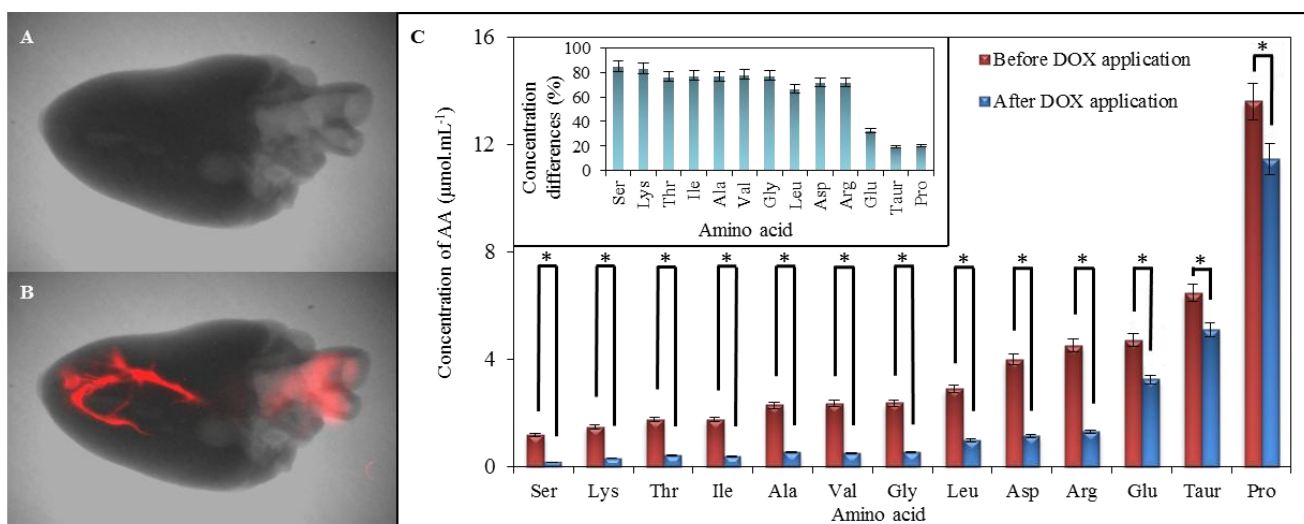 A
B
C
Concentration of AA (µmol.mL⁻¹)
16
12
8
4
0
Before DOX application
After DOX application
Concentration
differences (%)
100
80
60
40
20
0
Ser Lys Thr Ile Ala Val Gly Leu Asp Arg Glu Taur Pro
Amino acid
* * * * * * * * * * * * *
Ser Lys Thr Ile Ala Val Gly Leu Asp Arg Glu Taur Pro
Amino acid